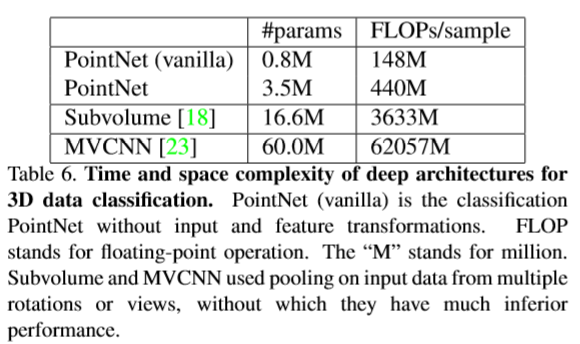 #params FLOPs/sample
PointNet (vanilla) 0.8M 148M
PointNet 3.5M 440M
Subvolume [18] 16.6M 3633M
MVCNN [23] 60.0M 62057M
Table 6. Time and space complexity of deep architectures for
3D data classification. PointNet (vanilla) is the classification
PointNet without input and feature transformations. FLOP
stands for floating-point operation. The “M” stands for million.
Subvolume and MVCNN used pooling on input data from multiple
rotations or views, without which they have much inferior
performance.